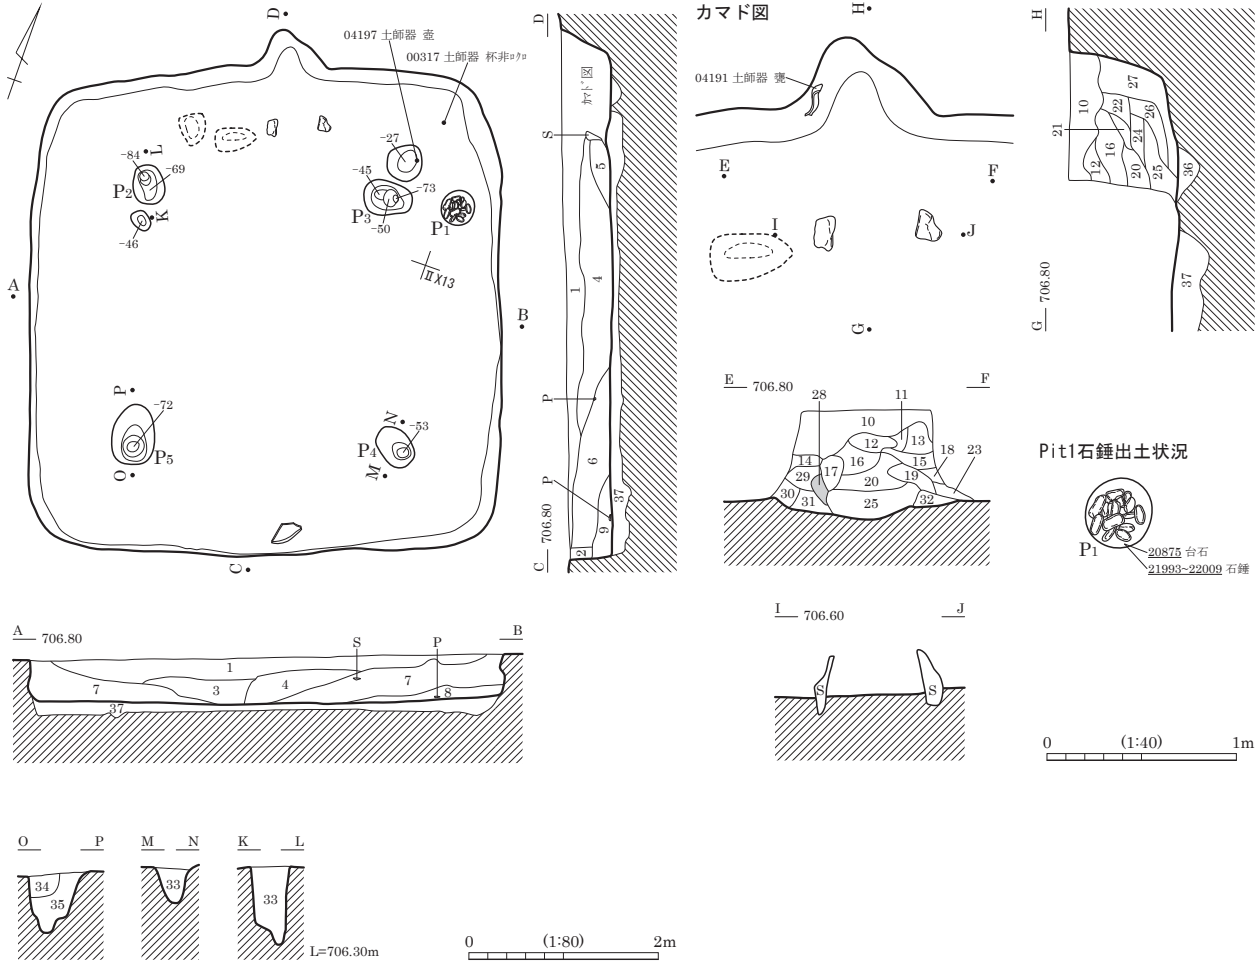 D
04197 土師器 壺
00317 土師器 杯非ロクロ
L
-84
-69
P2
K
-46
-27
-45
-73
P3
-50
P1
ⅡX13
A
B
P
-72
P5
O
N
-53
P4
M
C
D
カマド図
S
5
1
4
P
6
P
37
9
2
C 706.80
カマド図
H
04191 土師器 甕
E
F
I
J
G
H
27
10
22
26
21
24
16
12
20
25
36
37
G 706.80
E 706.80 F
28
11
10
12
13
14
16
15
18
23
29
17
19
20
30
31
25
32
Pit1石錘出土状況
P1
20875 台石
21993~22009 石錘
A 706.80 B
S
P
1
7
3
4
7
8
37
I 706.60 J
S
S
0 (1:40) 1m
O P
34
35
M N
33
K L
33
L=706.30m
0 (1:80) 2m